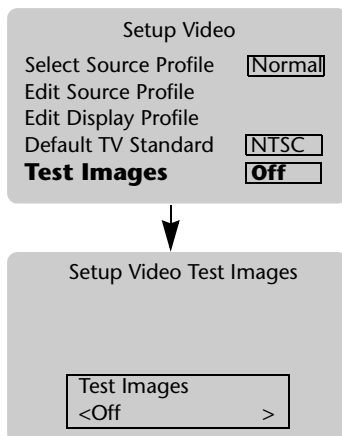 Setup Video
Select Source Profile Normal
Edit Source Profile
Edit Display Profile
Default TV Standard NTSC
Test Images Off
Setup Video Test Images
Test Images
<Off >